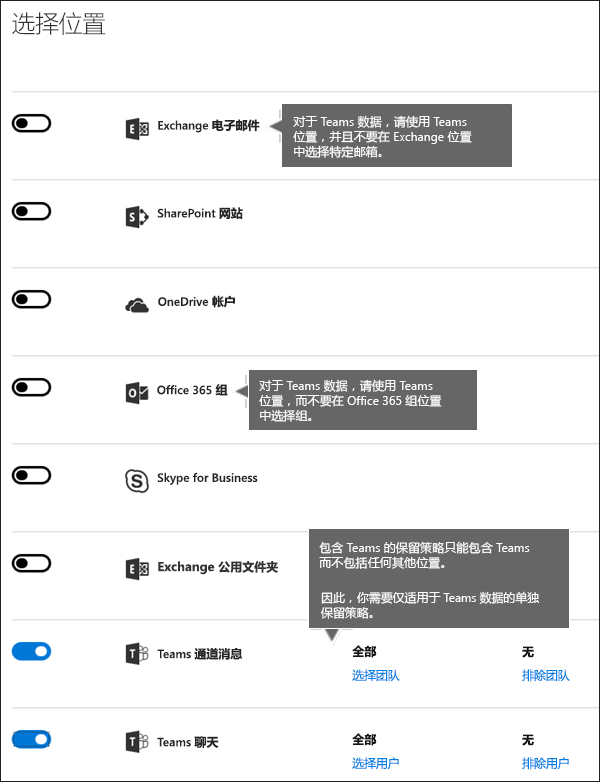 选择位置
Exchange 电子邮件
对于 Teams 数据，请使用 Teams
位置，并且不要在 Exchange 位置
中选择特定邮箱。
SharePoint 网站
OneDrive 帐户
Office 365 组
对于 Teams 数据，请使用 Teams
位置，而不要在 Office 365 组位置
中选择组。
Skype for Business
Exchange 公用文件夹
包含 Teams 的保留策略只能包含 Teams
而不包括任何其他位置。
因此，你需要仅适用于 Teams 数据的单独
保留策略。
Teams 通道消息
全部
无
选择团队
排除团队
Teams 聊天
全部
无
选择用户
排除用户